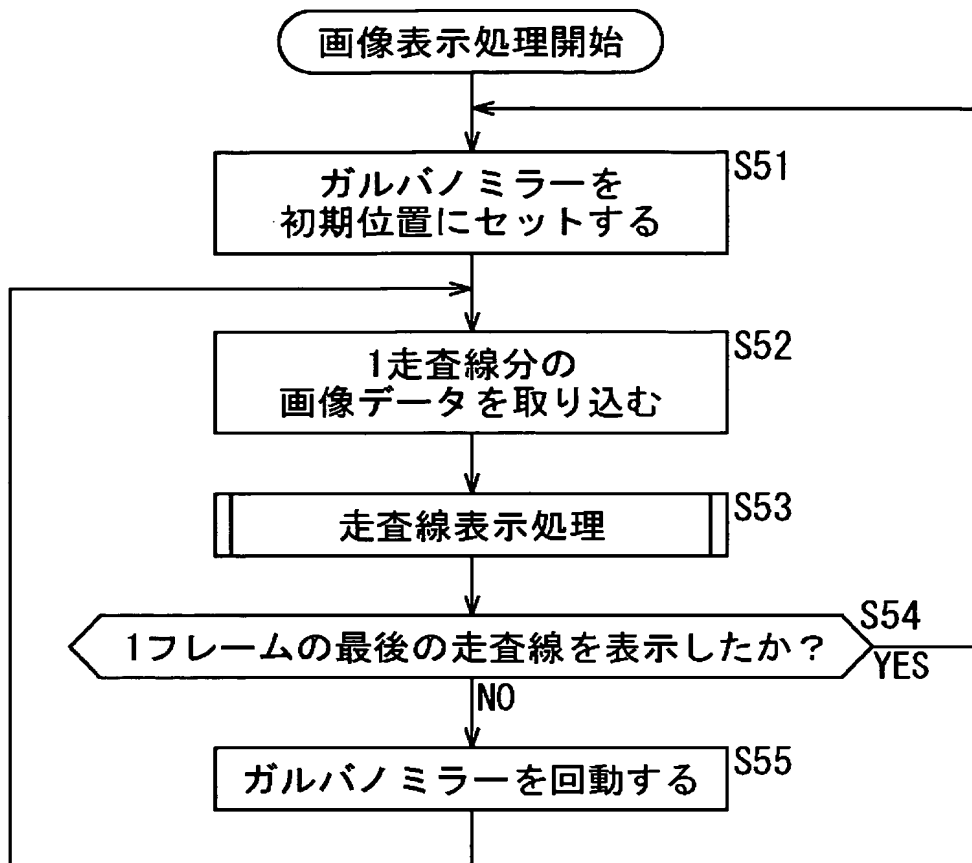 画像表示処理開始
ガルバノミラーを
初期位置にセットする
S51
1走査線分の
画像データを取り込む
S52
走査線表示処理
S53
1フレームの最後の走査線を表示したか？
S54
YES
NO
ガルバノミラーを回動する
S55